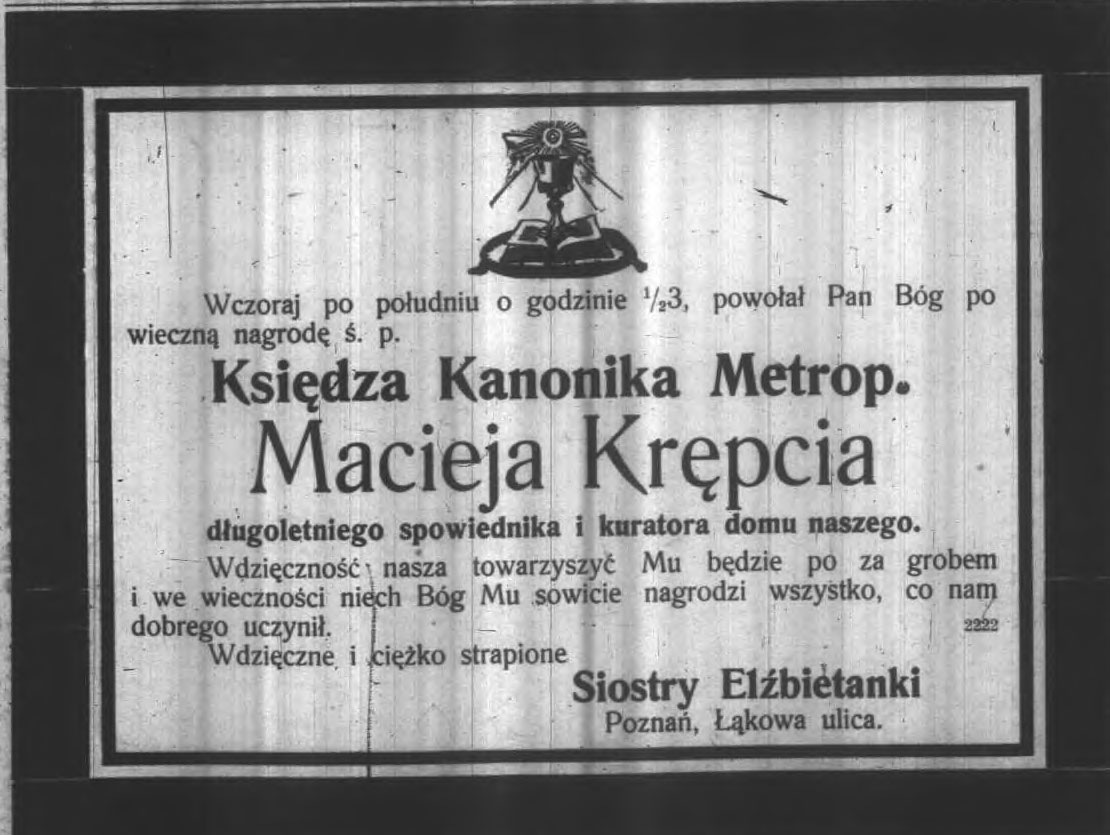 Wczoraj po południu o godzinie ½3, powołał Pan Bóg po
wieczną nagrodę ś. p.
Księdza Kanonika Metrop.
Macieja Krępcia
długoletniego spowiednika i kuratora domu naszego.
Wdzięczność nasza towarzyszyć Mu będzie po za grobem
i we wieczności niech Bóg Mu sowicie nagrodzi wszystko, co nam
dobrego uczynił. 2222
Wdzięczne i ciężko strapione
Siostry Elźbietanki
Poznań, Łąkowa ulica.